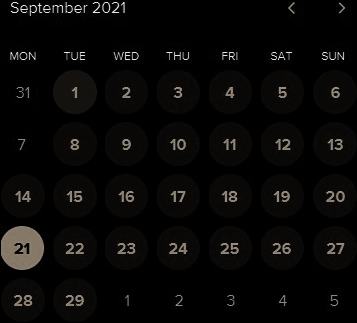 September 2021
MON TUE WED THU FRI SAT SUN
31 1 2 3 4 5 6
7 8 9 10 11 12 13
14 15 16 17 18 19 20
21 22 23 24 25 26 27
28 29 1 2 3 4 5